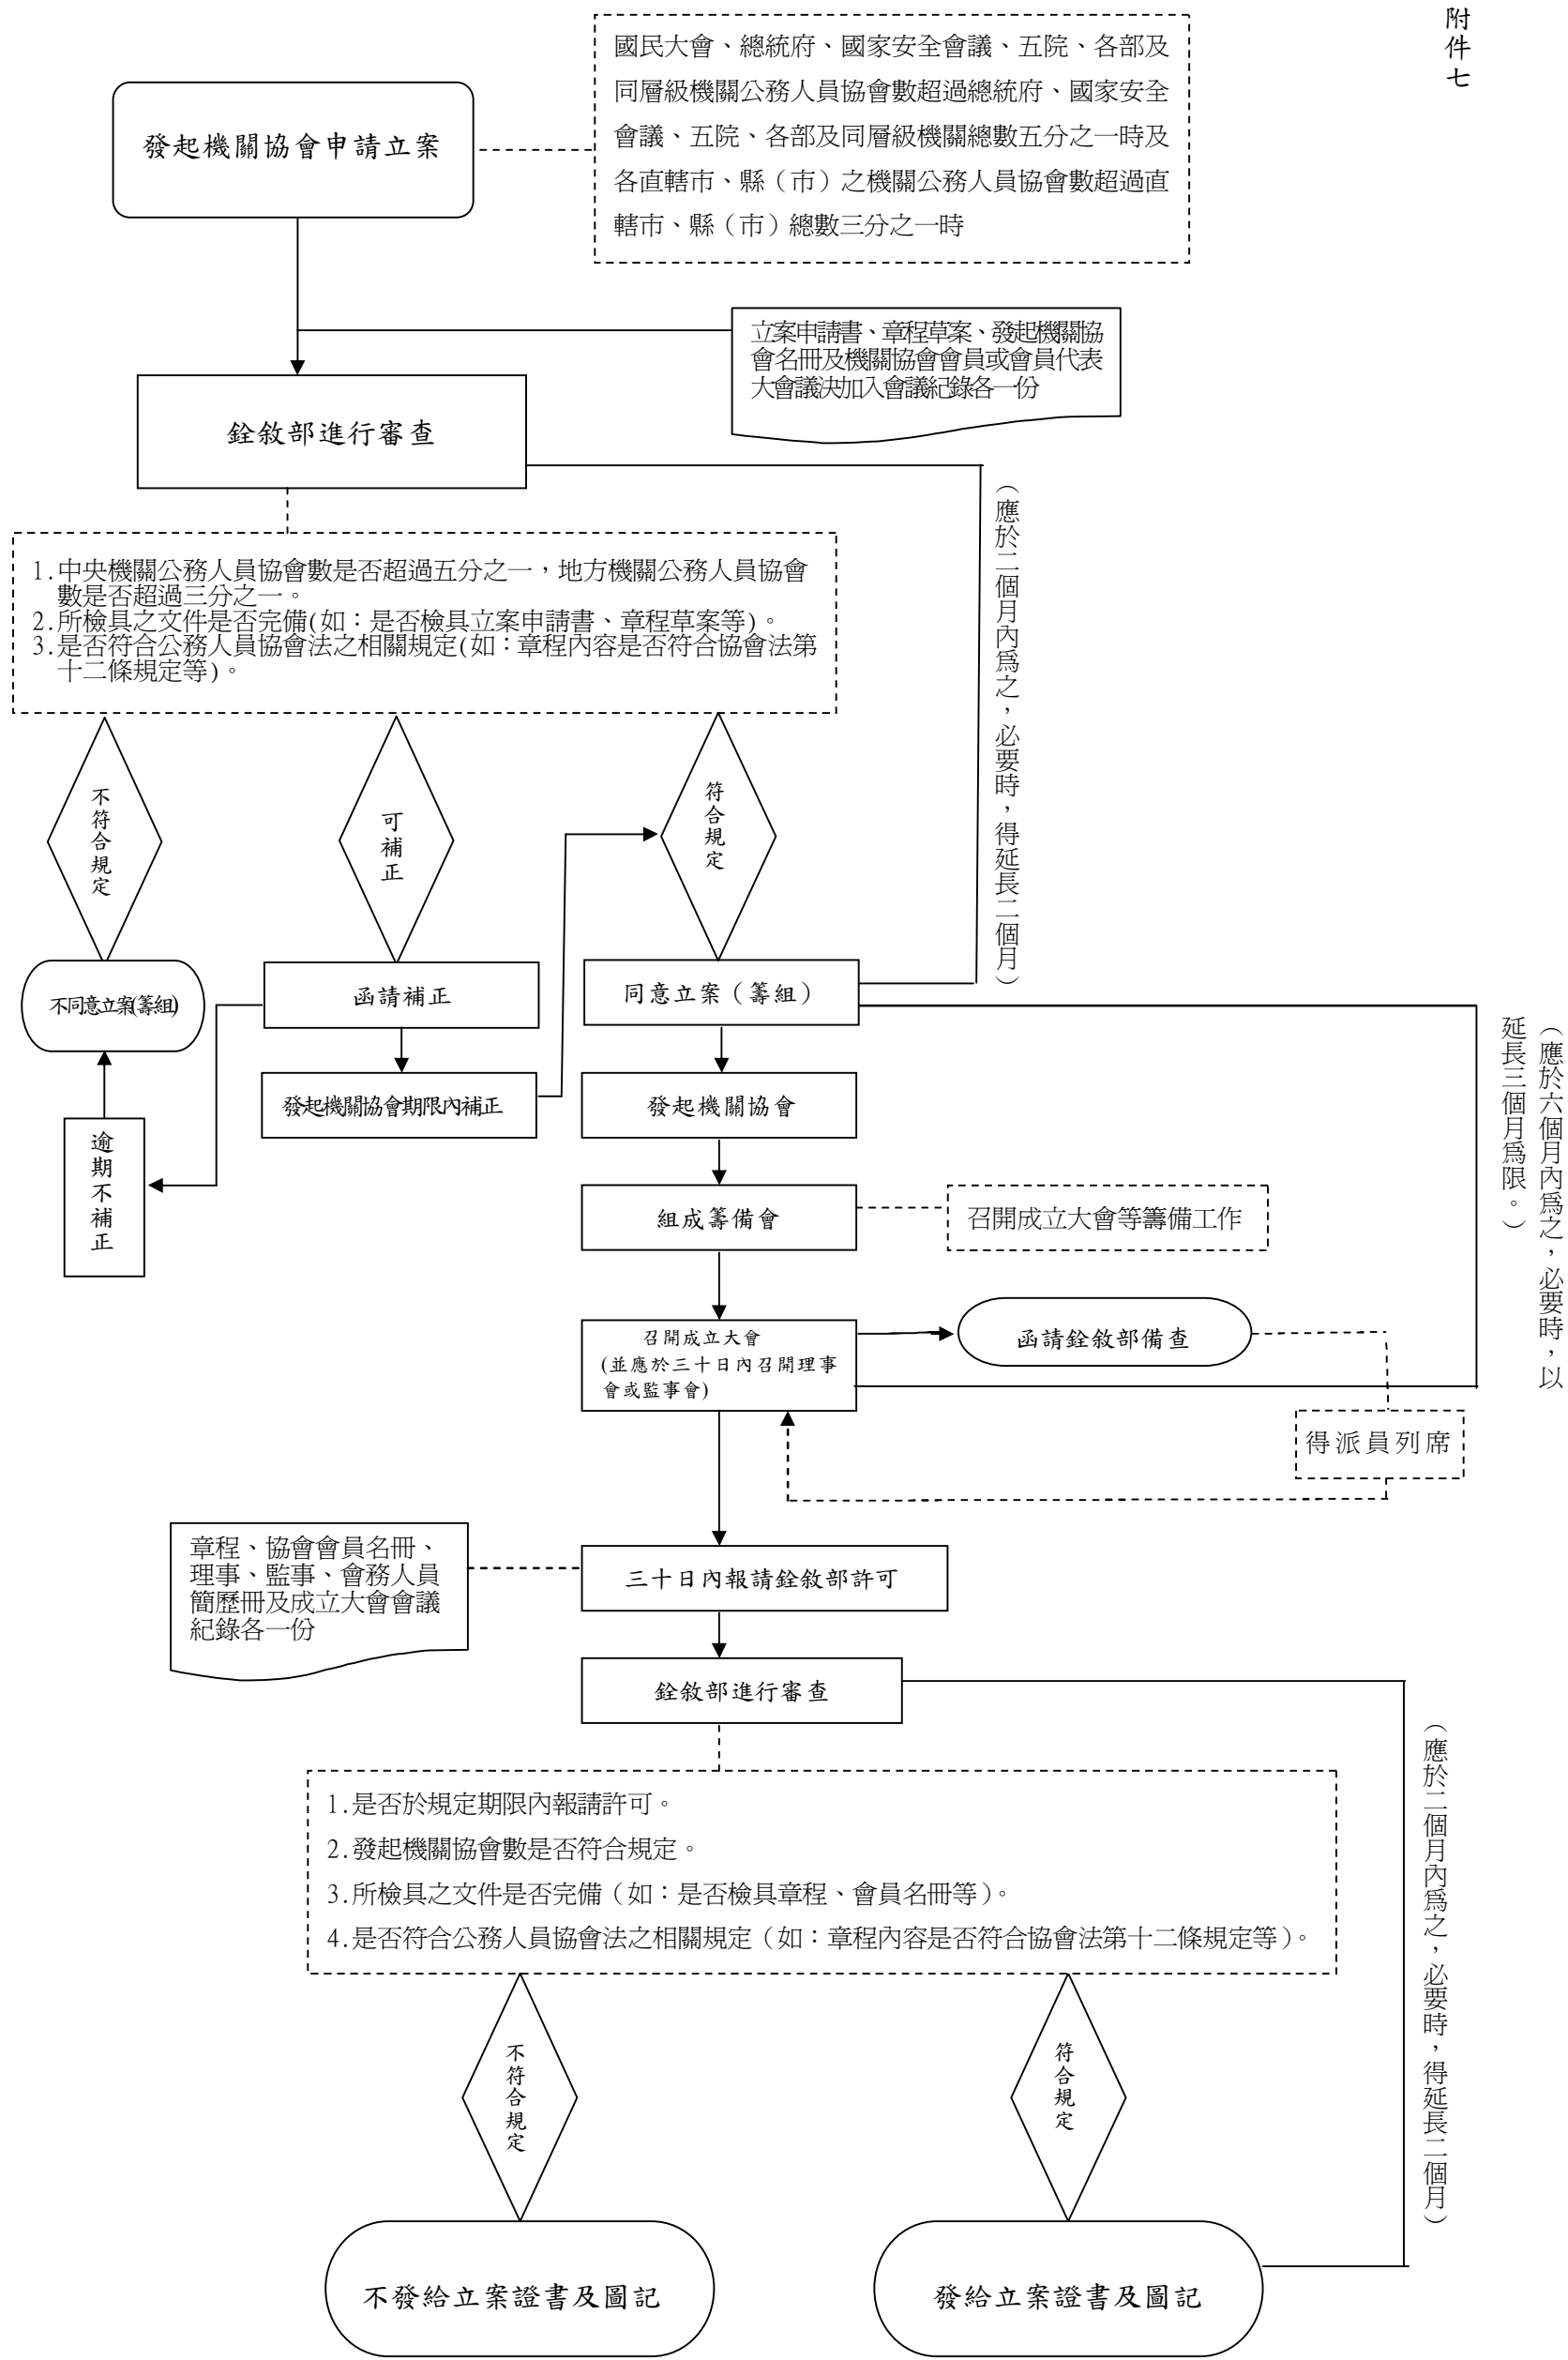 附件七
國民大會、總統府、國家安全會議、五院、各部及
同層級機關公務人員協會數超過總統府、國家安全
會議、五院、各部及同層級機關總數五分之一時及
各直轄市、縣（市）之機關公務人員協會數超過直
轄市、縣（市）總數三分之一時
發起機關協會申請立案
立案申請書、章程草案、發起機關協
會名冊及機關協會會員或會員代表
大會議決加入會議紀錄各一份
銓敘部進行審查
（應於二個月內為之，必要時，得延長二個月）
1.中央機關公務人員協會數是否超過五分之一，地方機關公務人員協會
數是否超過三分之一。
2.所檢具之文件是否完備(如：是否檢具立案申請書、章程草案等)。
3.是否符合公務人員協會法之相關規定(如：章程內容是否符合協會法第
十二條規定等)。
不符合規定
可補正
符合規定
不同意立案(籌組)
函請補正
同意立案（籌組）
（應於六個月內為之，必要時，以
延長三個月為限。）
發起機關協會期限內補正
發起機關協會
逾期不補正
組成籌備會
召開成立大會等籌備工作
召開成立大會
(並應於三十日內召開理事
會或監事會)
函請銓敘部備查
得派員列席
章程、協會會員名冊、
理事、監事、會務人員
簡歷冊及成立大會會議
紀錄各一份
三十日內報請銓敘部許可
銓敘部進行審查
（應於二個月內為之，必要時，得延長二個月）
1.是否於規定期限內報請許可。
2.發起機關協會數是否符合規定。
3.所檢具之文件是否完備（如：是否檢具章程、會員名冊等）。
4.是否符合公務人員協會法之相關規定（如：章程內容是否符合協會法第十二條規定等）。
不符合規定
符合規定
不發給立案證書及圖記
發給立案證書及圖記